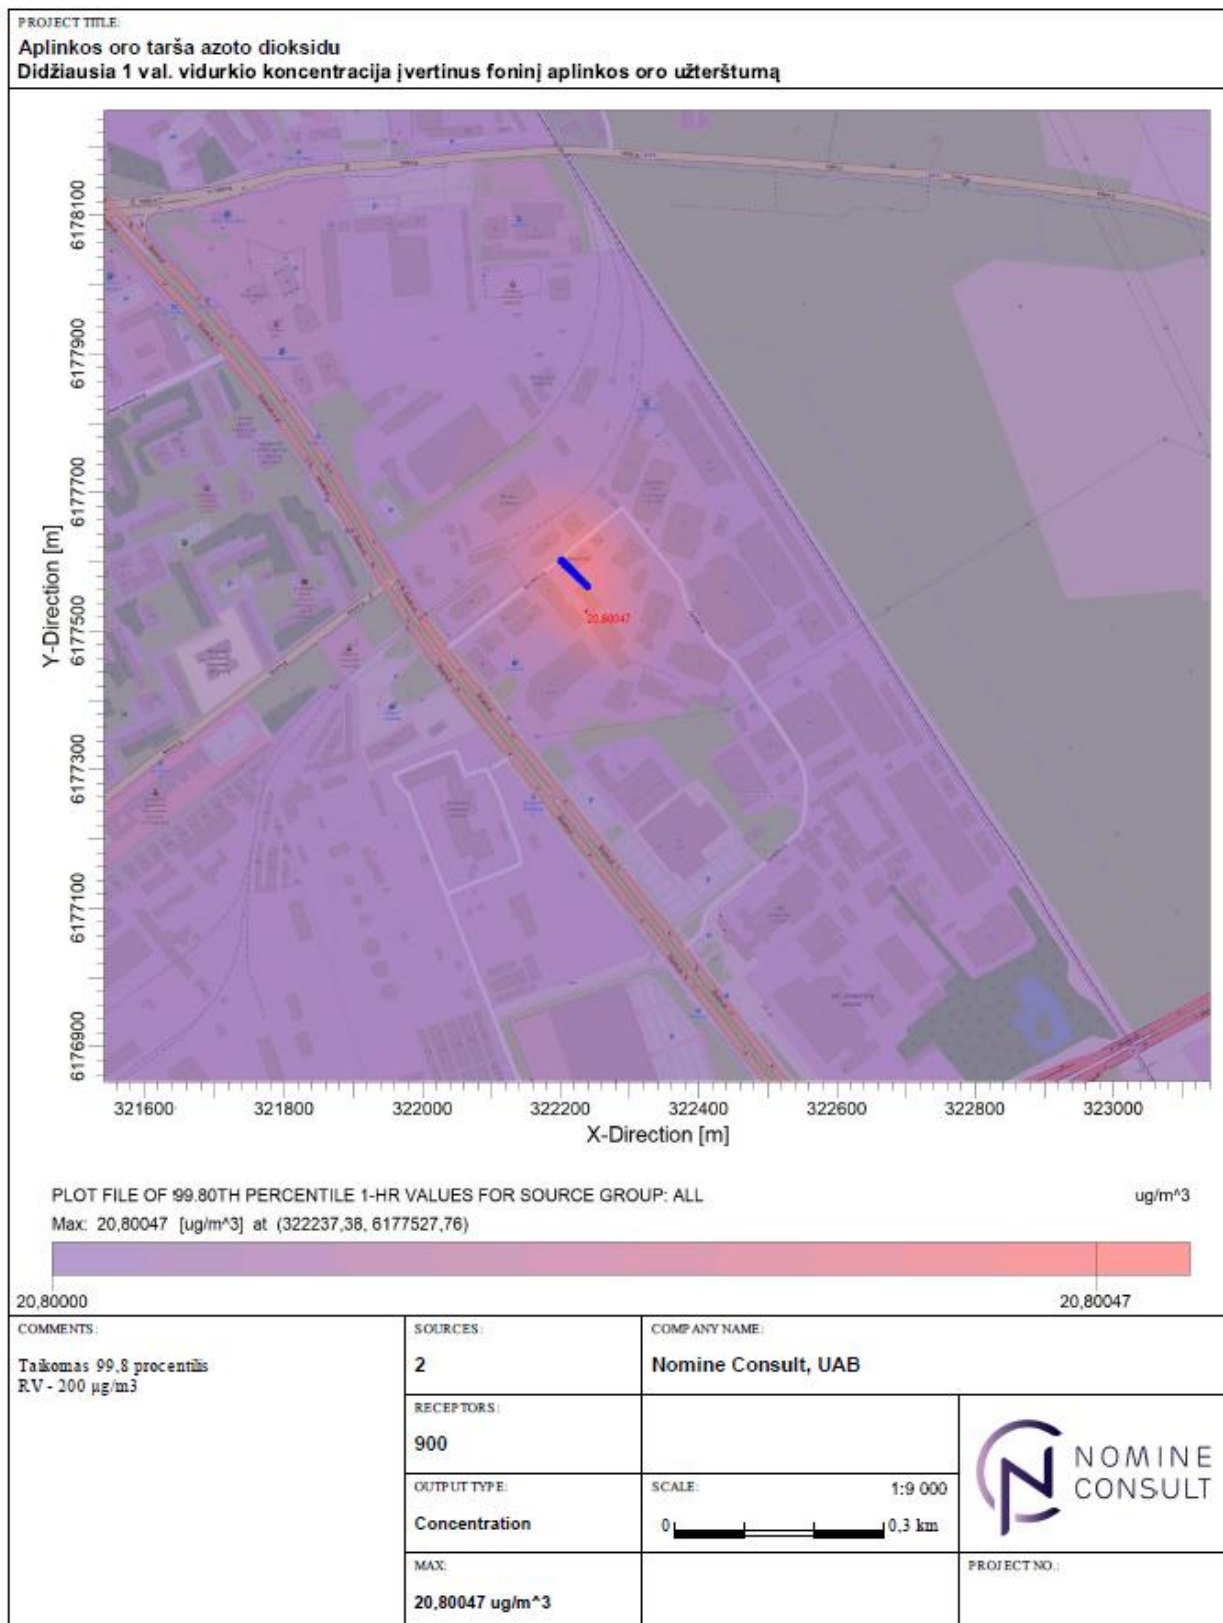 PROJECT TITLE:
Aplinkos oro tarša azoto dioksidu
Didžiausia 1 val. vidurkio koncentracija įvertinus foninį aplinkos oro užterštumą
Y-Direction [m]
6178100
6177900
6177700
6177500
6177300
6177100
6176900
20,80047
321600
321800
322000
322200
322400
322600
322800
323000
X-Direction [m]
PLOT FILE OF 99.80TH PERCENTILE 1-HR VALUES FOR SOURCE GROUP: ALL
ug/m^3
Max: 20,80047 [ug/m^3] at (322237,38, 6177527,76)
20,80000
20,80047
COMMENTS:
Taikomas 99,8 procentilis
RV - 200 µg/m3
SOURCES:
2
COMPANY NAME:
Nomine Consult, UAB
RECEPTORS:
900
OUTPUT TYPE:
Concentration
SCALE:
1:9 000
0
0,3 km
NOMINE
CONSULT
MAX:
20,80047 ug/m^3
PROJECT NO.: